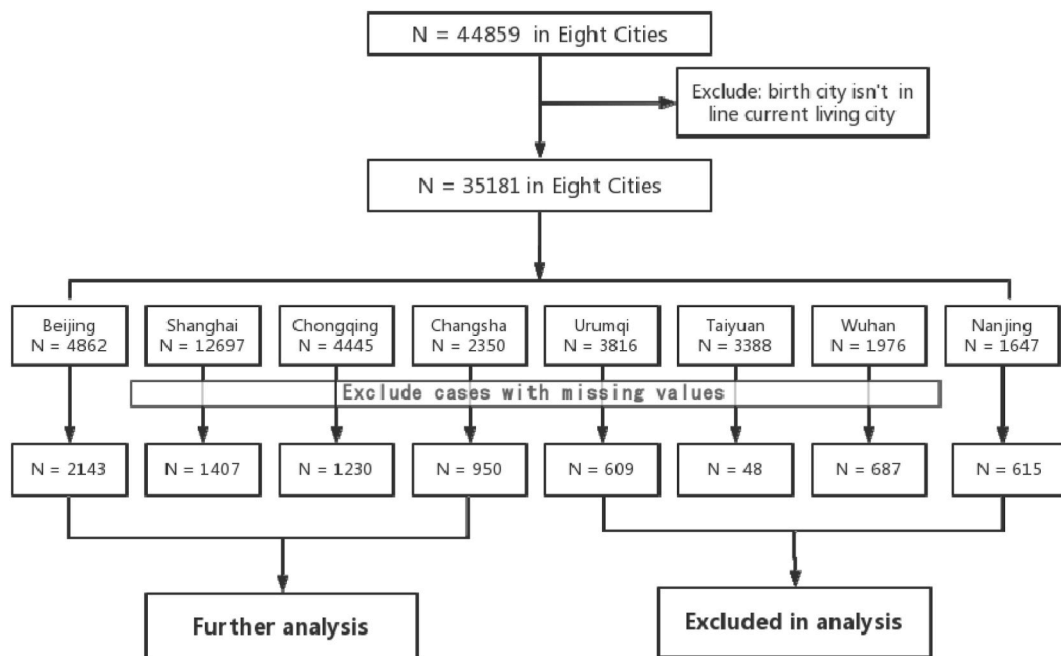 N = 44859 in Eight Cities
Exclude: birth city isn't in
line current living city
N = 35181 in Eight Cities
Beijing
N = 4862
Shanghai
N = 12697
Chongqing
N = 4445
Changsha
N = 2350
Urumqi
N = 3816
Taiyuan
N = 3388
Wuhan
N = 1976
Nanjing
N = 1647
Exclude cases with missing values
N = 2143
N = 1407
N = 1230
N = 950
N = 609
N = 48
N = 687
N = 615
Further analysis
Excluded in analysis